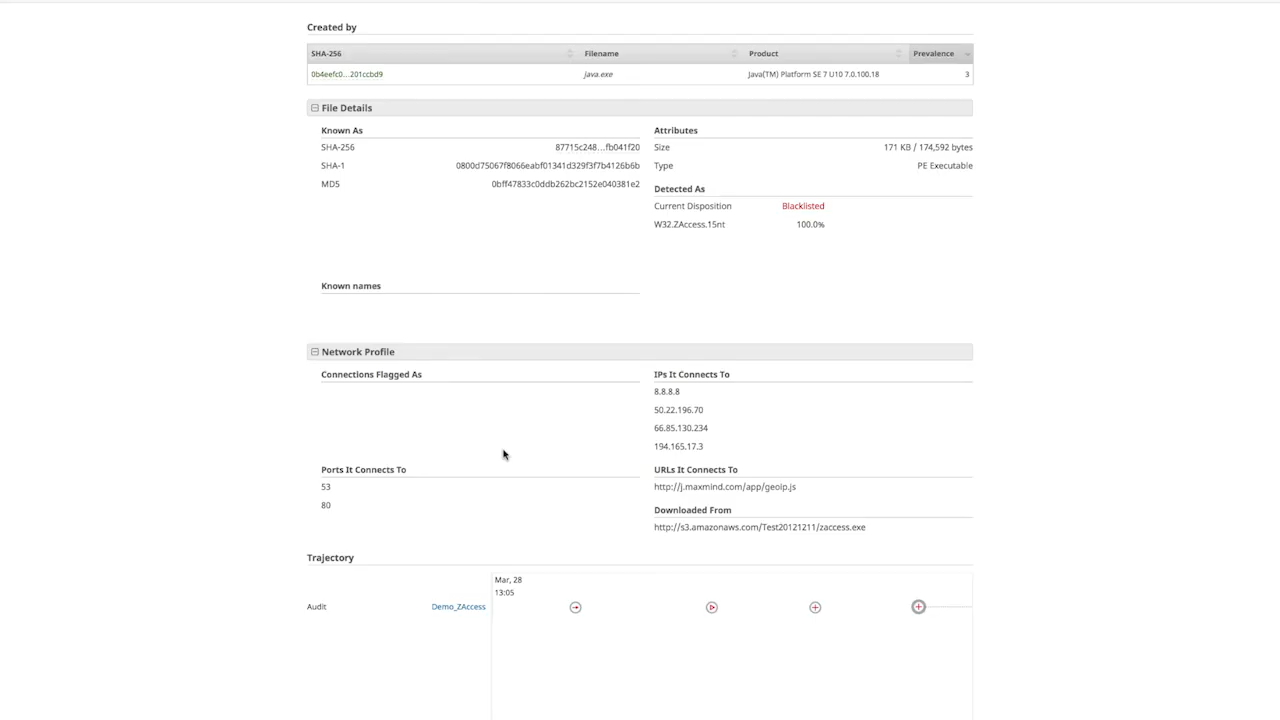 Created by
SHA-256 Filename Product Prevalence
0b4eefc0...201ccbd9 java.exe Java(TM) Platform SE 7 U10 7.0.100.18 3
File Details
Known As Attributes
SHA-256 87715c248...fb041f20 Size 171 KB / 174,592 bytes
SHA-1 0800d75067f8066eabf01341d329f3f7b4126b6b Type PE Executable
MD5 0bff47833c0ddb262bc2152e040381e2 Detected As
Current Disposition Blacklisted
W32.ZAccess.15nt 100.0%
Known names
Network Profile
Connections Flagged As IPs It Connects To
8.8.8.8
50.22.196.70
66.85.130.234
194.165.17.3
Ports It Connects To URLs It Connects To
53 http://j.maxmind.com/app/geoip.js
80 Downloaded From
http://s3.amazonaws.com/Test20121211/zaccess.exe
Trajectory
Mar, 28
13:05
Audit Demo_ZAccess